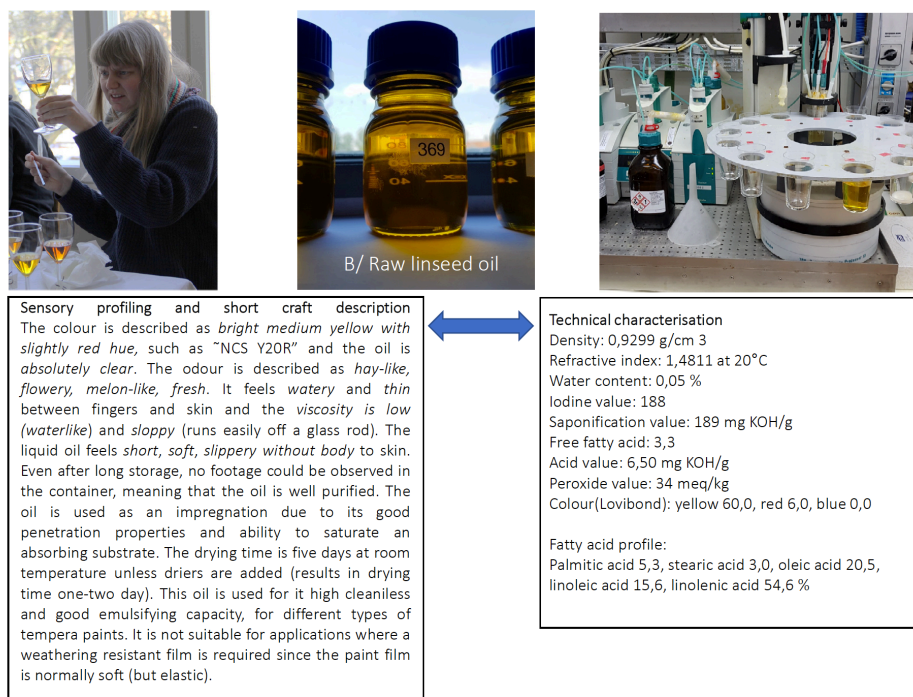 369
40
B/ Raw linseed oil
Sensory profiling and short craft description
The colour is described as bright medium yellow with
slightly red hue, such as ~NCS Y20R” and the oil is
absolutely clear. The odour is described as hay-like,
flowery, melon-like, fresh. It feels watery and thin
between fingers and skin and the viscosity is low
(waterlike) and sloppy (runs easily off a glass rod). The
liquid oil feels short, soft, slippery without body to skin.
Even after long storage, no footage could be observed
in the container, meaning that the oil is well purified. The
oil is used as an impregnation due to its good
penetration properties and ability to saturate an
absorbing substrate. The drying time is five days at room
temperature unless driers are added (results in drying
time one-two day). This oil is used for it high cleaniless
and good emulsifying capacity, for different types of
tempera paints. It is not suitable for applications where a
weathering resistant film is required since the paint film
is normally soft (but elastic).
Technical characterisation
Density: 0,9299 g/cm 3
Refractive index: 1,4811 at 20°C
Water content: 0,05 %
Iodine value: 188
Saponification value: 189 mg KOH/g
Free fatty acid: 3,3
Acid value: 6,50 mg KOH/g
Peroxide value: 34 meq/kg
Colour(Lovibond): yellow 60,0, red 6,0, blue 0,0
Fatty acid profile:
Palmitic acid 5,3, stearic acid 3,0, oleic acid 20,5,
linoleic acid 15,6, linolenic acid 54,6 %